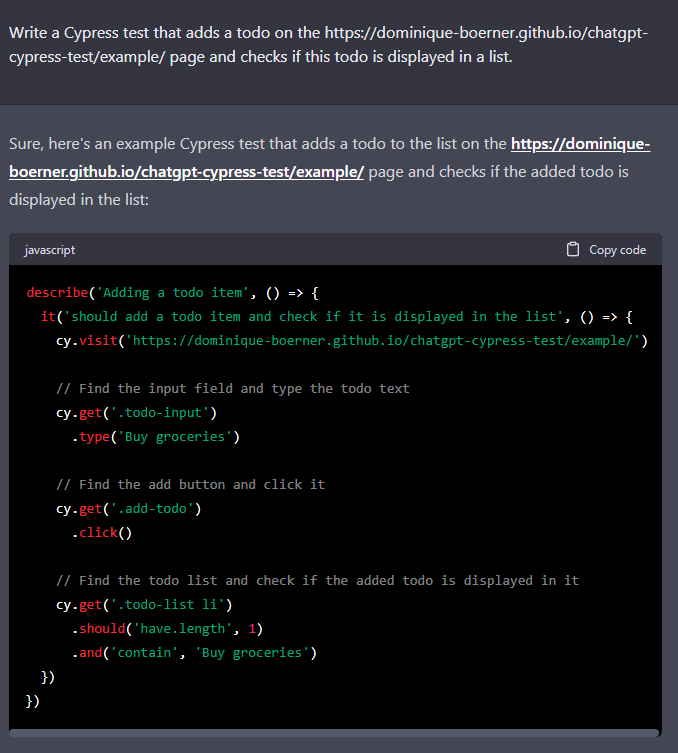 Write a Cypress test that adds a todo on the https://dominique-boerner.github.io/chatgpt-
cypress-test/example/ page and checks if this todo is displayed in a list.
Sure, here's an example Cypress test that adds a todo to the list on the https://dominique-
boerner.github.io/chatgpt-cypress-test/example/ page and checks if the added todo is
displayed in the list:
javascript Copy code
describe('Adding a todo item', () => {
  it('should add a todo item and check if it is displayed in the list', () => {
    cy.visit('https://dominique-boerner.github.io/chatgpt-cypress-test/example/')

    // Find the input field and type the todo text
    cy.get('.todo-input')
      .type('Buy groceries')

    // Find the add button and click it
    cy.get('.add-todo')
      .click()

    // Find the todo list and check if the added todo is displayed in it
    cy.get('.todo-list li')
      .should('have.length', 1)
      .and('contain', 'Buy groceries')
  })
})